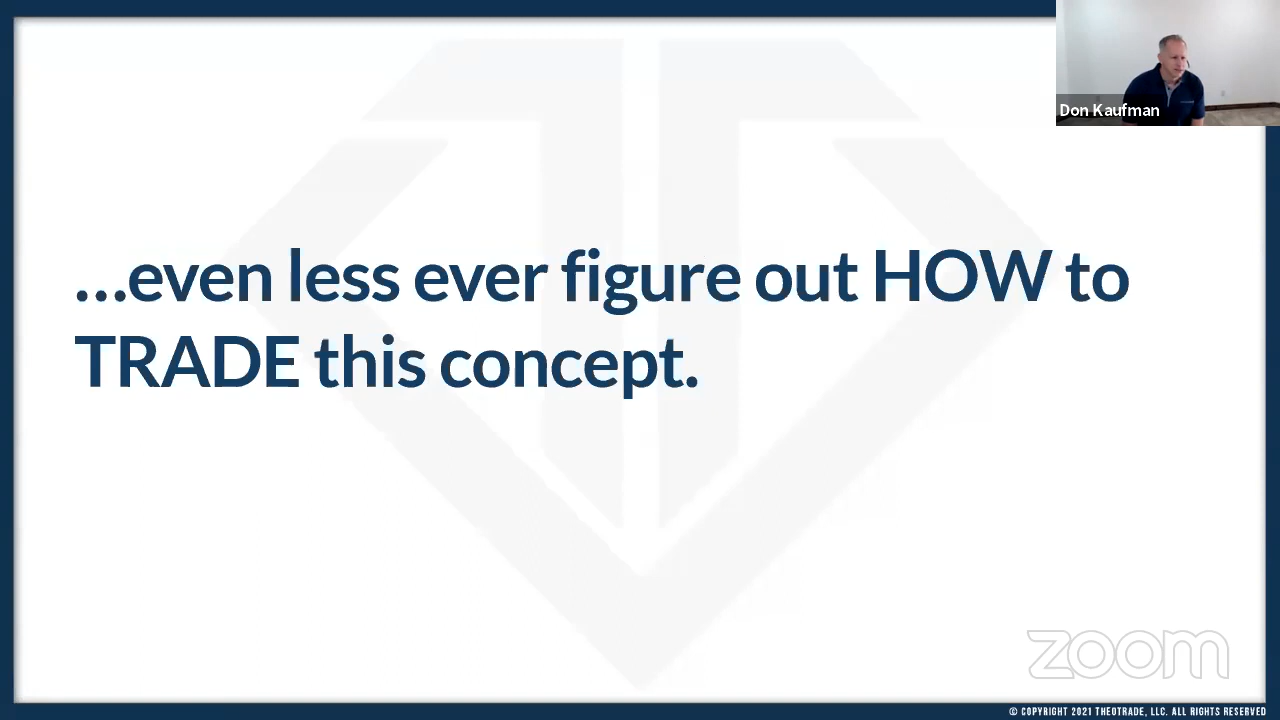 Don Kaufman
...even less ever figure out HOW to
TRADE this concept.
zoom
© COPYRIGHT 2021 THEOTRADE, LLC. ALL RIGHTS RESERVED